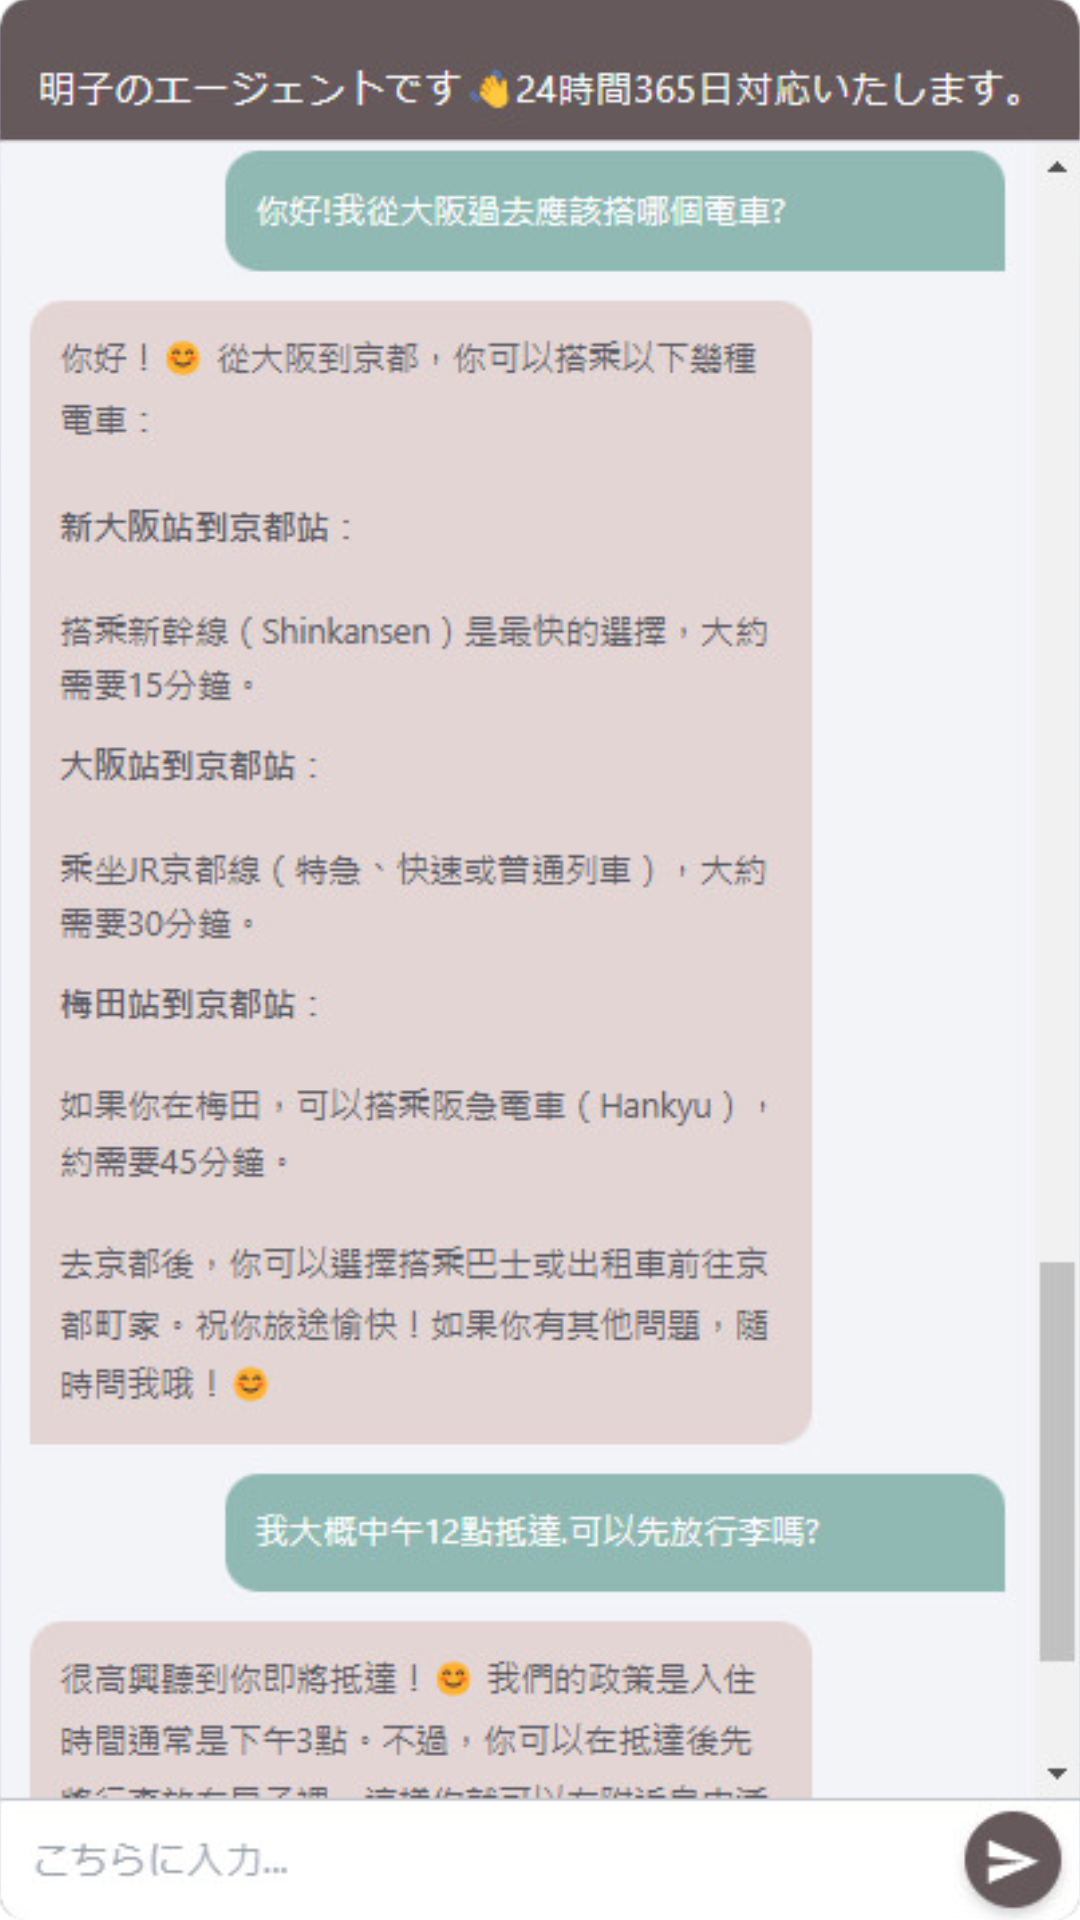 明子のエージェントです👋24時間365日対応いたします。
你好!我從大阪過去應該搭哪個電車?
你好！😊 從大阪到京都，你可以搭乘以下幾種
電車：
新大阪站到京都站：
搭乘新幹線（Shinkansen）是最快的選擇，大約
需要15分鐘。
大阪站到京都站：
乘坐JR京都線（特急、快速或普通列車），大約
需要30分鐘。
梅田站到京都站：
如果你在梅田，可以搭乘阪急電車（Hankyu），
約需要45分鐘。
去京都後，你可以選擇搭乘巴士或出租車前往京
都町家。祝你旅途愉快！如果你有其他問題，隨
時問我哦！😊
我大概中午12點抵達.可以先放行李嗎?
很高興聽到你即將抵達！😊 我們的政策是入住
時間通常是下午3點。不過，你可以在抵達後先
こちらに入力...